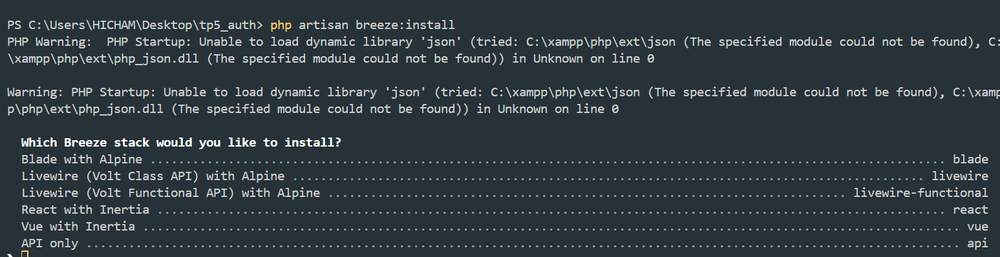 PS C:\Users\HICHAM\Desktop\tp5_auth> php artisan breeze:install
PHP Warning:  PHP Startup: Unable to load dynamic library 'json' (tried: C:\xampp\php\ext\json (The specified module could not be found), C:
\xampp\php\ext\php_json.dll (The specified module could not be found)) in Unknown on line 0
Warning: PHP Startup: Unable to load dynamic library 'json' (tried: C:\xampp\php\ext\json (The specified module could not be found), C:\xamp
p\php\ext\php_json.dll (The specified module could not be found)) in Unknown on line 0
Which Breeze stack would you like to install?
Blade with Alpine ........................................ blade
Livewire (Volt Class API) with Alpine ........................................ livewire
Livewire (Volt Functional API) with Alpine ........................................ livewire-functional
React with Inertia ........................................ react
Vue with Inertia ........................................ vue
API only ........................................ api